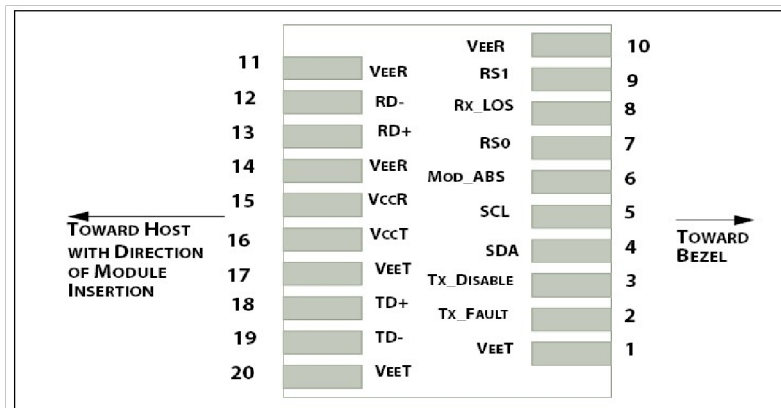 11 VEER
12 RD-
13 RD+
14 VEER
15 VCCR
16 VCCT
17 VEET
18 TD+
19 TD-
20 VEET
TOWARD HOST
WITH DIRECTION
OF MODULE
INSERTION
VEER 10
RS1 9
RX_LOS 8
RS0 7
MOD_ABS 6
SCL 5
SDA 4
TX_DISABLE 3
TX_FAULT 2
VEET 1
TOWARD
BEZEL